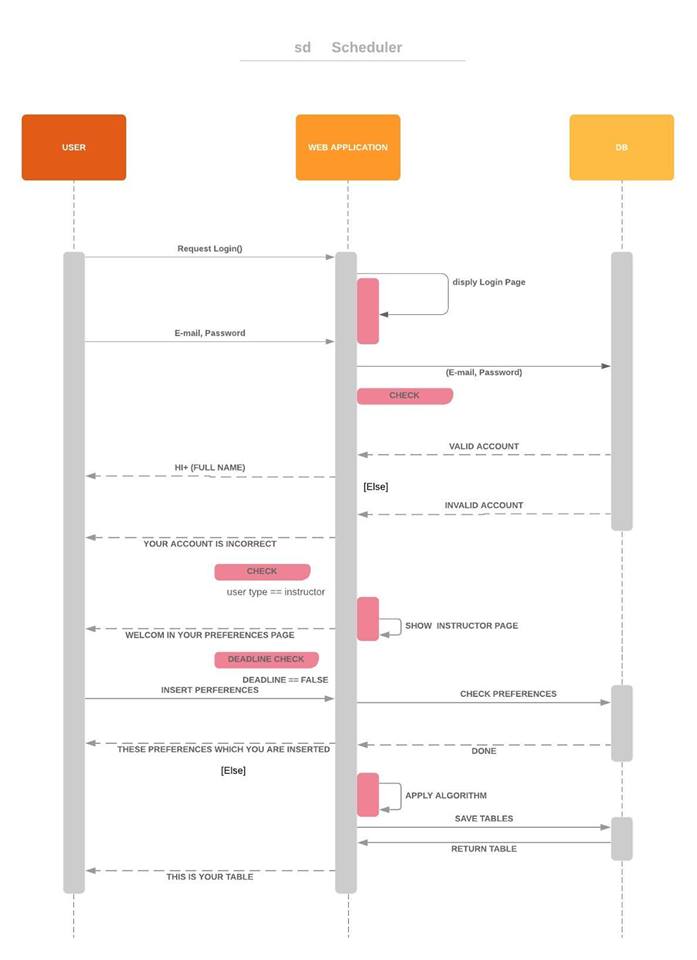 sd Scheduler
USER
WEB APPLICATION
DB
Request Login()
disply Login Page
E-mail, Password
(E-mail, Password)
CHECK
VALID ACCOUNT
HI+ (FULL NAME)
[Else]
INVALID ACCOUNT
YOUR ACCOUNT IS INCORRECT
CHECK
user type == instructor
SHOW INSTRUCTOR PAGE
WELCOM IN YOUR PREFERENCES PAGE
DEADLINE CHECK
DEADLINE == FALSE
INSERT PERFERENCES
CHECK PREFERENCES
THESE PREFERENCES WHICH YOU ARE INSERTED
DONE
[Else]
APPLY ALGORITHM
SAVE TABLES
RETURN TABLE
THIS IS YOUR TABLE